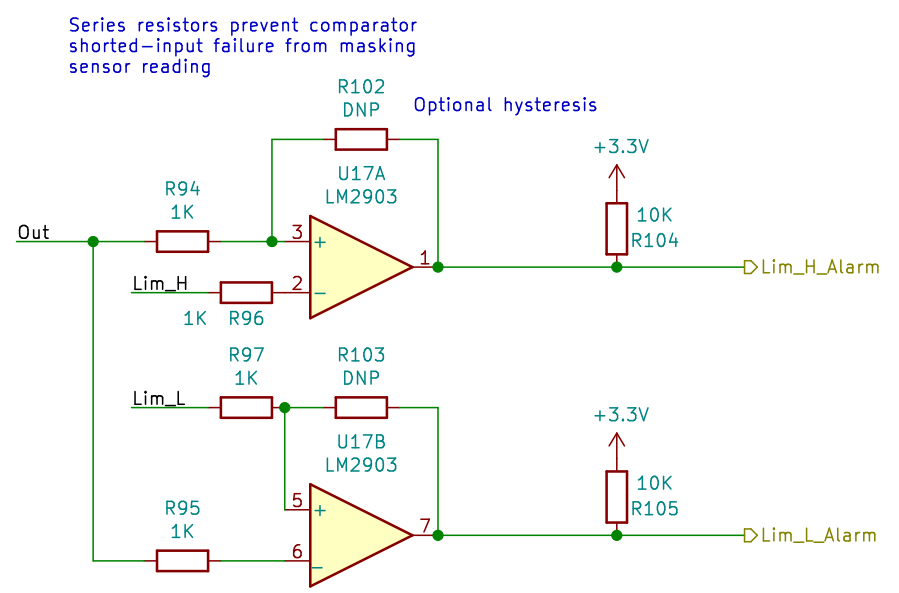 Series resistors prevent comparator
shorted-input failure from masking
sensor reading
R102
DNP
Optional hysteresis
+3.3V
U17A
LM2903
R94
1K
10K
R104
Out
3
+
1
Lim_H_Alarm
Lim_H
2
-
1K R96
R97
1K
R103
DNP
Lim_L
+3.3V
U17B
LM2903
10K
R105
R95
1K
5
+
7
Lim_L_Alarm
6
-